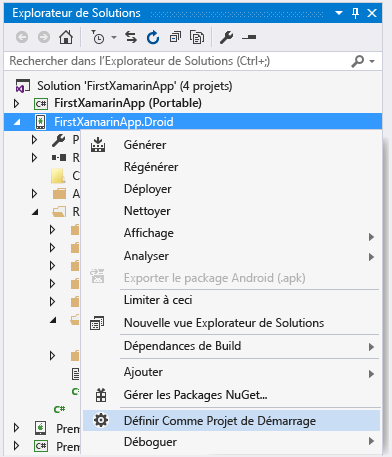 Explorateur de Solutions
Rechercher dans l'Explorateur de Solutions (Ctrl+;)
Solution 'FirstXamarinApp' (4 projets)
C# FirstXamarinApp (Portable)
FirstXamarinApp.Droid
P
R
C
A
R
Générer
Régénérer
Déployer
Nettoyer
Affichage
Analyser
Exporter le package Android (.apk)
Limiter à ceci
Nouvelle vue Explorateur de Solutions
Dépendances de Build
Ajouter
Gérer les Packages NuGet...
Définir Comme Projet de Démarrage
Déboguer
C#
C#
Prem
C# Prem